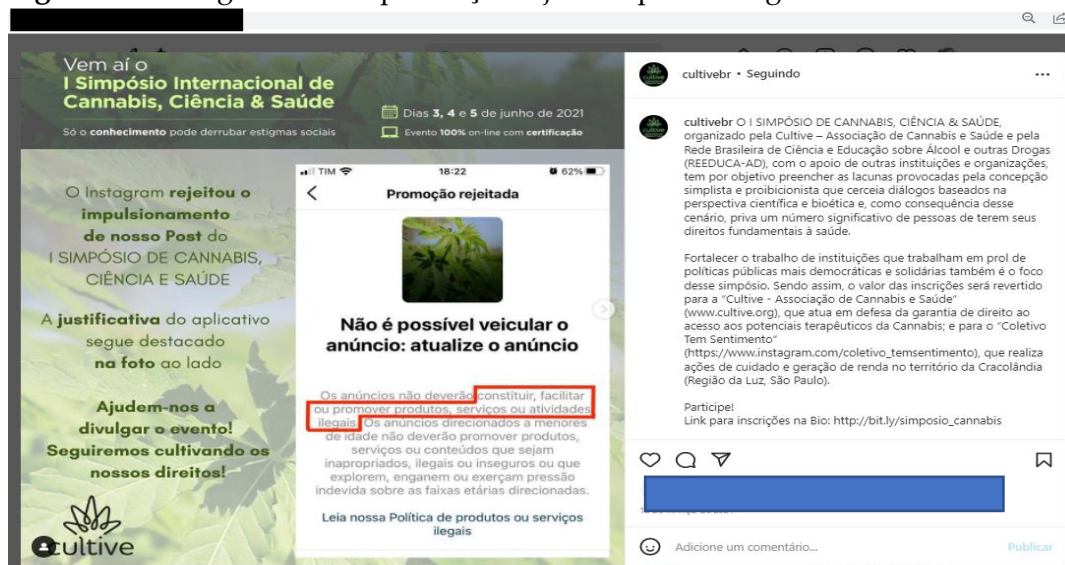 Vem aí o
I Simpósio Internacional de
Cannabis, Ciência & Saúde
Só o conhecimento pode derrubar estigmas sociais
Dias 3, 4 e 5 de junho de 2021
Evento 100% on-line com certificação
O Instagram rejeitou o
impulsionamento
de nosso Post do
I SIMPÓSIO DE CANNABIS,
CIÊNCIA E SAÚDE
A justificativa do aplicativo
segue destacado
na foto ao lado
Ajudem-nos a
divulgar o evento!
Seguiremos cultivando os
nossos direitos!
cultive
TIM
18:22
62%
Promoção rejeitada
Não é possível veicular o
anúncio: atualize o anúncio
Os anúncios não deverão constituir, facilitar
ou promover produtos, serviços ou atividades
ilegais. Os anúncios direcionados a menores
de idade não deverão promover produtos,
serviços ou conteúdos que sejam
inapropriados, ilegais ou inseguros ou que
explorem, enganem ou exerçam pressão
indevida sobre as faixas etárias direcionadas.
Leia nossa Política de produtos ou serviços
ilegais
cultivebr • Seguindo
cultivebr O I SIMPÓSIO DE CANNABIS, CIÊNCIA & SAÚDE,
organizado pela Cultive – Associação de Cannabis e Saúde e pela
Rede Brasileira de Ciência e Educação sobre Álcool e outras Drogas
(REEDUCA-AD), com o apoio de outras instituições e organizações,
tem por objetivo preencher as lacunas provocadas pela concepção
simplista e proibicionista que cerceia diálogos baseados na
perspectiva científica e bioética e, como consequência desse
cenário, priva um número significativo de pessoas de terem seus
direitos fundamentais à saúde.
Fortalecer o trabalho de instituições que trabalham em prol de
políticas públicas mais democráticas e solidárias também é o foco
desse simpósio. Sendo assim, o valor das inscrições será revertido
para a “Cultive - Associação de Cannabis e Saúde”
(www.cultive.org), que atua em defesa da garantia de direito ao
acesso aos potenciais terapêuticos da Cannabis; e para o “Coletivo
Tem Sentimento”
(https://www.instagram.com/coletivo_temsentimento), que realiza
ações de cuidado e geração de renda no território da Cracolândia
(Região da Luz, São Paulo).
Participe!
Link para inscrições na Bio: http://bit.ly/simposio_cannabis
Adicione um comentário...
Publicar